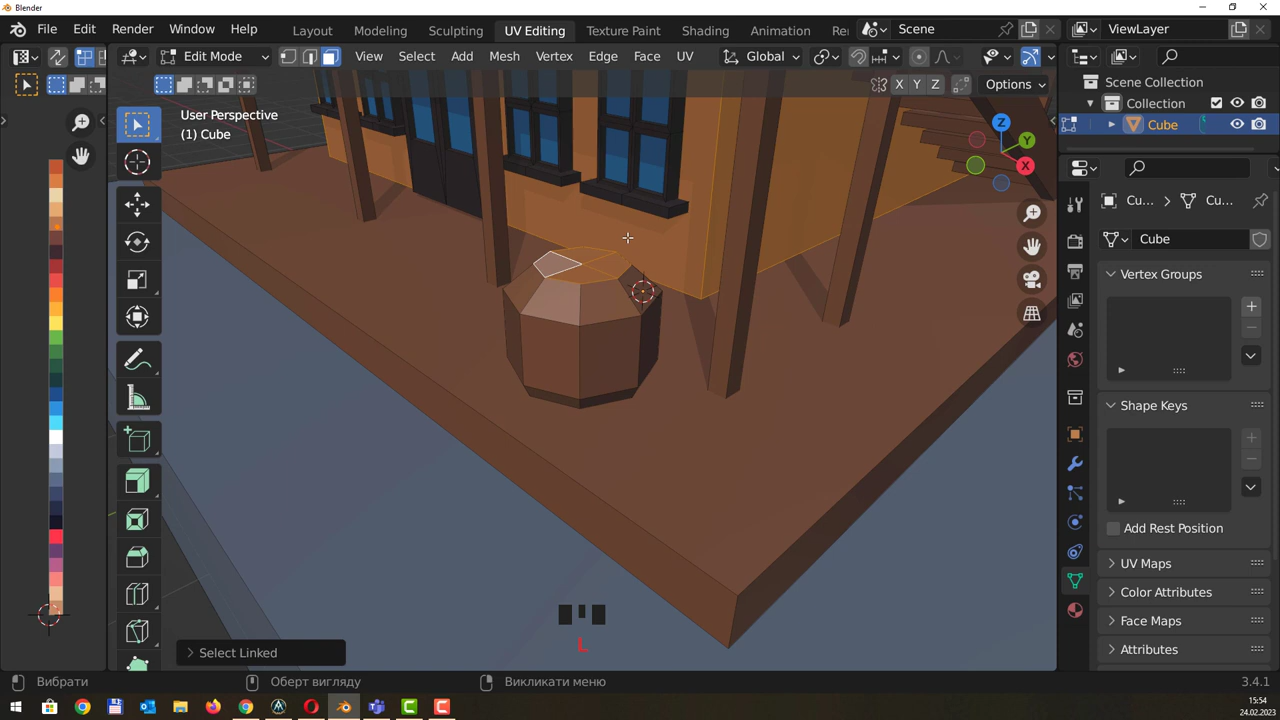 Blender
File Edit Render Window Help Layout Modeling Sculpting UV Editing Texture Paint Shading Animation Re Scene ViewLayer
Edit Mode View Select Add Mesh Vertex Edge Face UV Global
X Y Z Options
User Perspective
(1) Cube
Z
Y
X
Scene Collection
Collection
Cube
Cu... Cu...
Cube
Vertex Groups
Shape Keys
Add Rest Position
UV Maps
Color Attributes
Face Maps
Attributes
L
Select Linked
Вибрати Оберт вигляду Викликати меню 3.4.1
15:54
24.02.2023